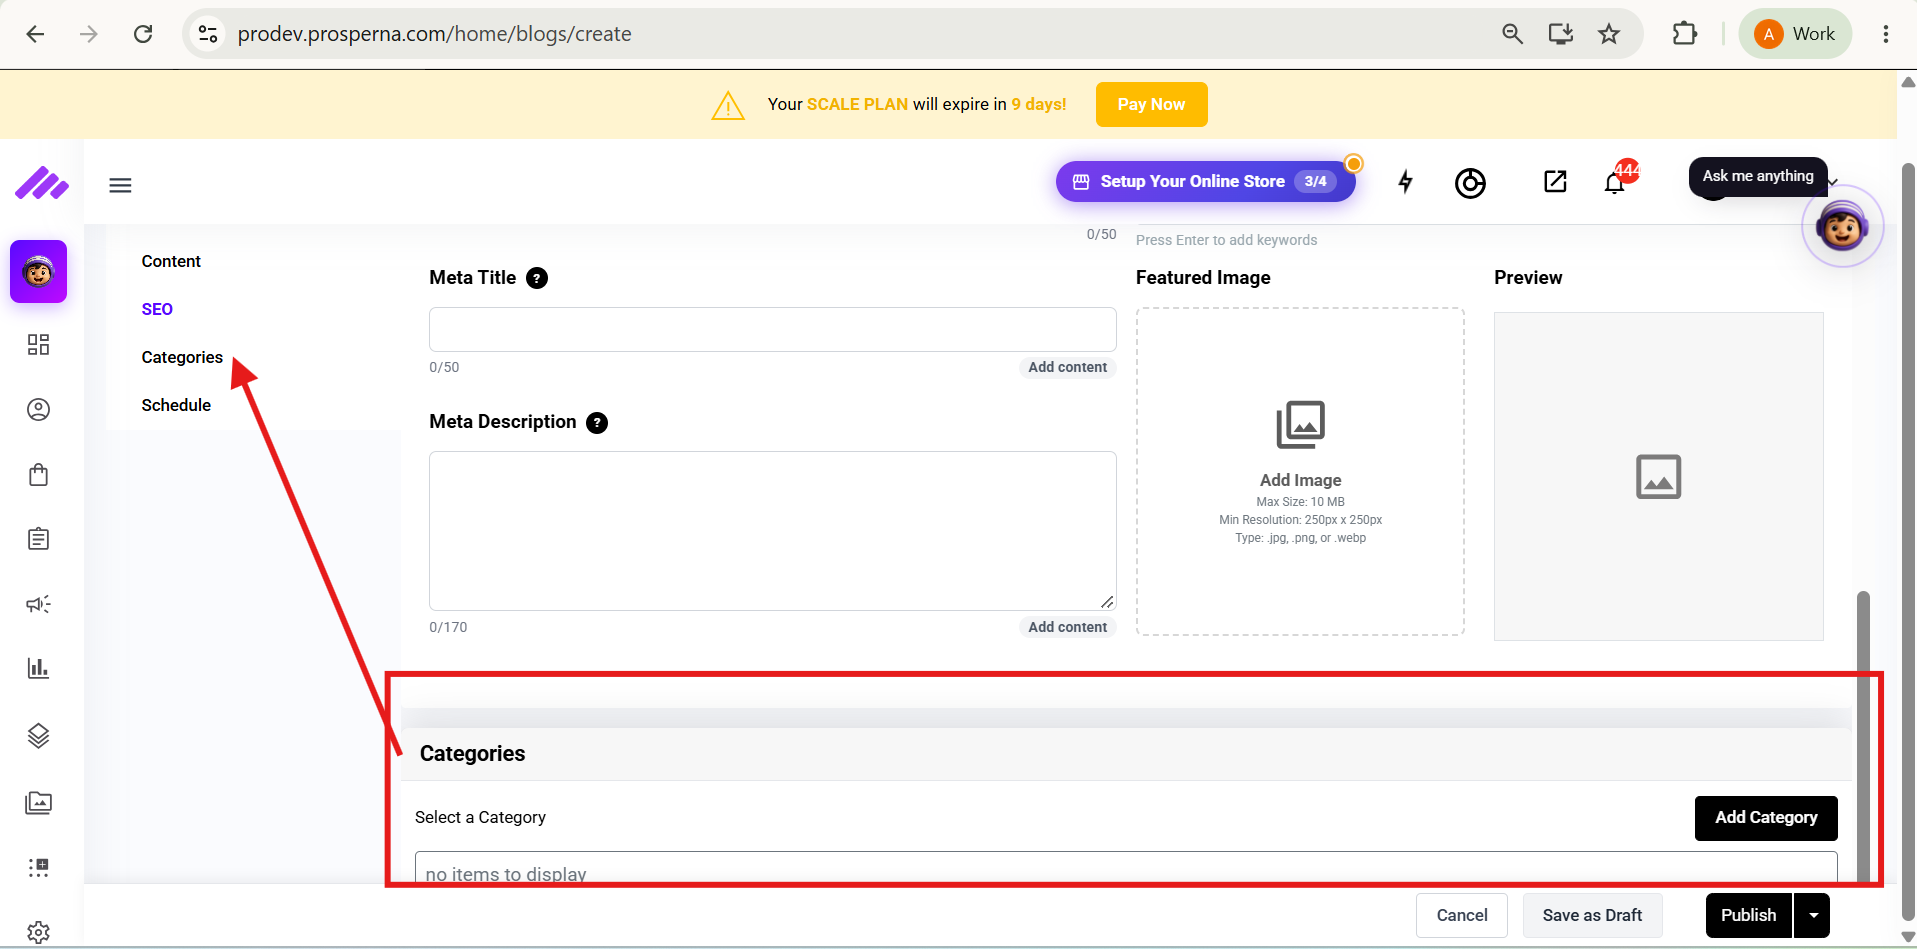 prodev.prosperna.com/home/blogs/create
A Work
Your SCALE PLAN will expire in 9 days!
Pay Now
Setup Your Online Store 3/4
444
Ask me anything
Content
SEO
Categories
Schedule
0/50
Press Enter to add keywords
Meta Title ?
0/50
Add content
Meta Description ?
0/170
Add content
Featured Image
Add Image
Max Size: 10 MB
Min Resolution: 250px x 250px
Type: .jpg, .png, or .webp
Preview
Categories
Select a Category
Add Category
no items to display
Cancel
Save as Draft
Publish